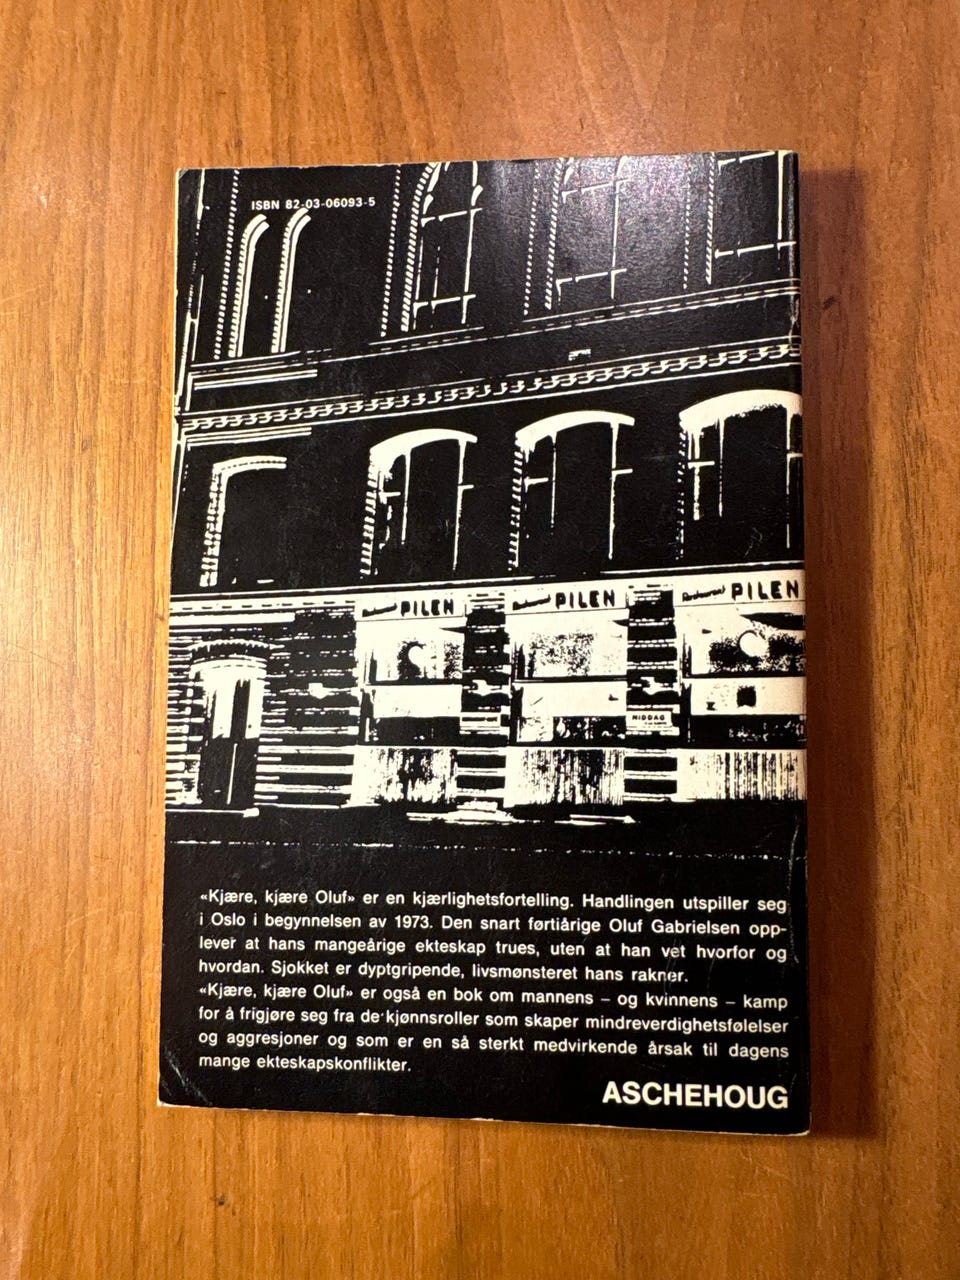 ISBN 82-03-06093-5
Restaurant PILEN Restaurant PILEN Restaurant PILEN
MIDDAG
«Kjære, kjære Oluf» er en kjærlighetsfortelling. Handlingen utspiller seg
i Oslo i begynnelsen av 1973. Den snart førtiårige Oluf Gabrielsen opp-
lever at hans mangeårige ekteskap trues, uten at han vet hvorfor og
hvordan. Sjokket er dyptgripende, livsmønsteret hans rakner.
«Kjære, kjære Oluf» er også en bok om mannens – og kvinnens – kamp
for å frigjøre seg fra de kjønnsroller som skaper mindreverdighetsfølelser
og aggresjoner og som er en så sterkt medvirkende årsak til dagens
mange ekteskapskonflikter.
ASCHEHOUG